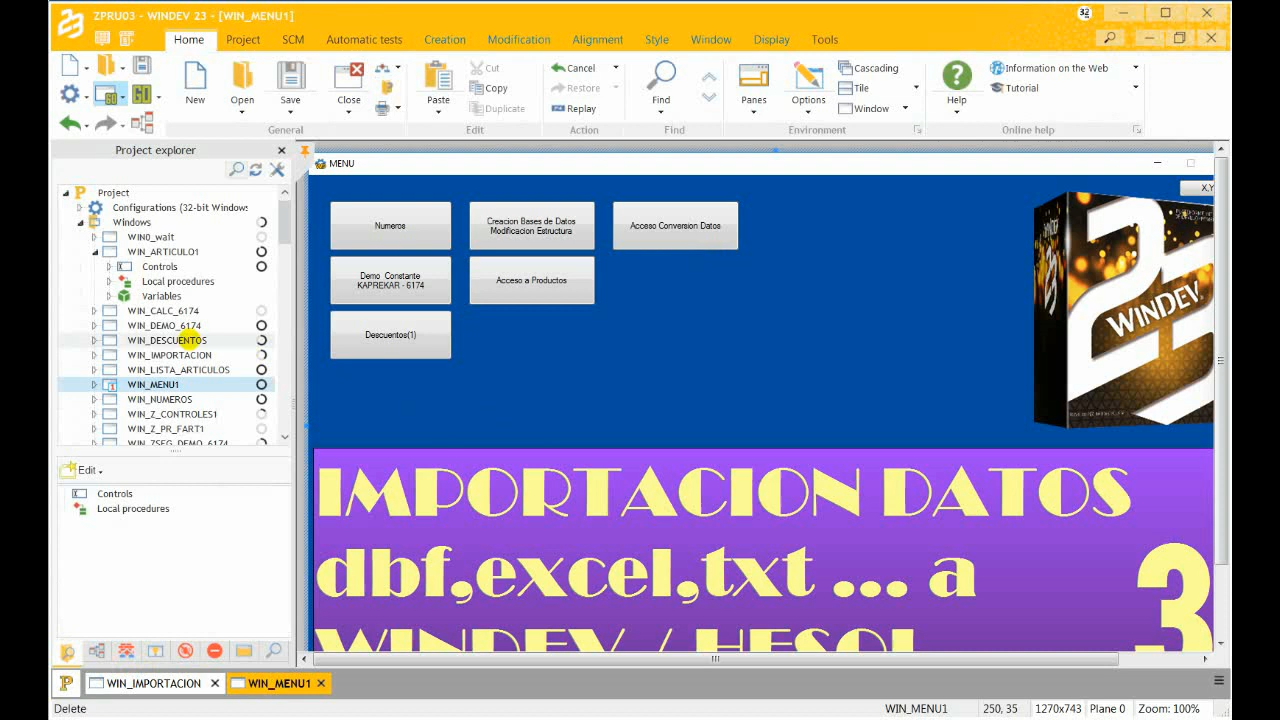 ZPRU03 - WINDEV 23 - [WIN_MENU1]
32
Home Project SCM Automatic tests Creation Modification Alignment Style Window Display Tools
New Open Save Close
Paste Cut Copy Duplicate
Cancel Restore Replay
Find
Panes Options Cascading Tile Window
Help Information on the Web Tutorial
General Edit Action Find Environment Online help
Project explorer
Project
Configurations (32-bit Windows
Windows
WIN0_wait
WIN_ARTICULO1
Controls
Local procedures
Variables
WIN_CALC_6174
WIN_DEMO_6174
WIN_DESCUENTOS
WIN_IMPORTACION
WIN_LISTA_ARTICULOS
WIN_MENU1
WIN_NUMEROS
WIN_Z_CONTROLES1
WIN_Z_PR_FART1
WIN_ZSEG_DEMO_6174
Edit
Controls
Local procedures
MENU
X,Y
Numeros
Creacion Bases de Datos
Modificacion Estructura
Acceso Conversion Datos
Demo Constante
KAPREKAR - 6174
Acceso a Productos
Descuentos(1)
23
WINDEV
IMPORTACION DATOS
dbf,excel,txt ... a
WINDEV / HFSQL
3
WIN_IMPORTACION WIN_MENU1
Delete WIN_MENU1 250, 35 1270x743 Plane 0 Zoom: 100%